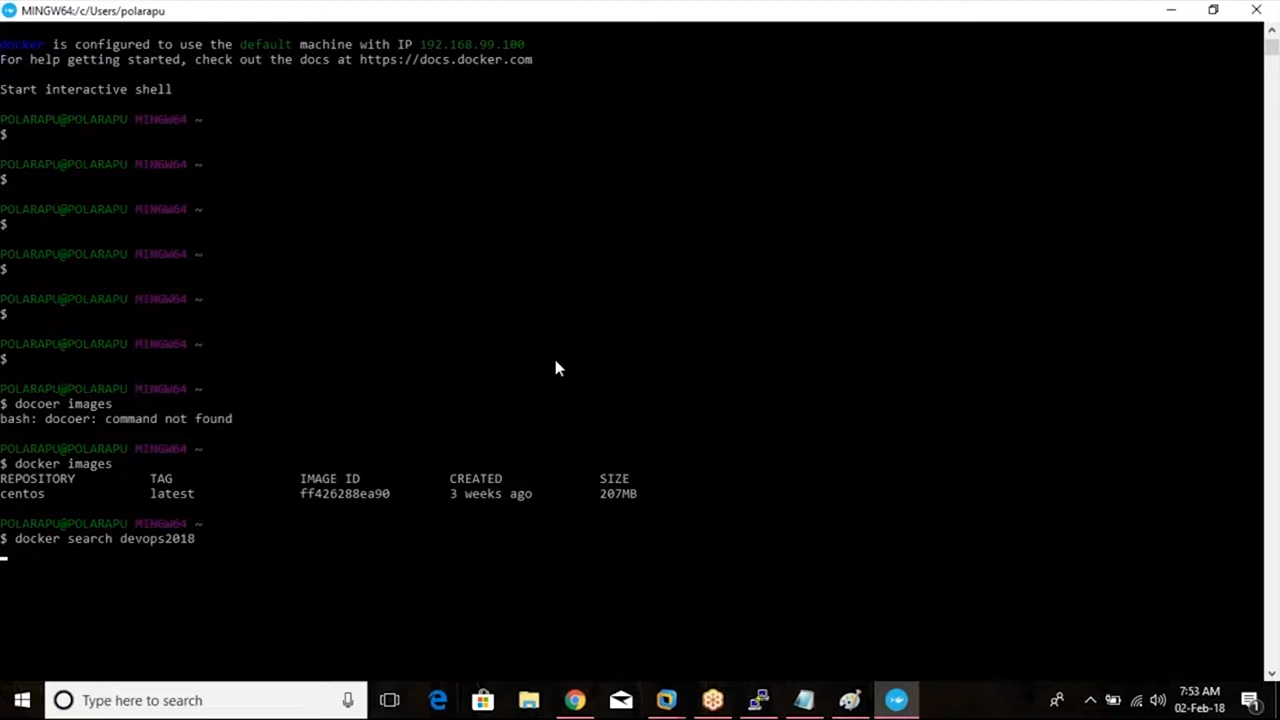 MINGW64:/c/Users/polarapu
docker is configured to use the default machine with IP 192.168.99.100
For help getting started, check out the docs at https://docs.docker.com
Start interactive shell
POLARAPU@POLARAPU MINGW64 ~
$
POLARAPU@POLARAPU MINGW64 ~
$
POLARAPU@POLARAPU MINGW64 ~
$
POLARAPU@POLARAPU MINGW64 ~
$
POLARAPU@POLARAPU MINGW64 ~
$
POLARAPU@POLARAPU MINGW64 ~
$
POLARAPU@POLARAPU MINGW64 ~
$ docoer images
bash: docoer: command not found
POLARAPU@POLARAPU MINGW64 ~
$ docker images
REPOSITORY TAG IMAGE ID CREATED SIZE
centos latest ff426288ea90 3 weeks ago 207MB
POLARAPU@POLARAPU MINGW64 ~
$ docker search devops2018
Type here to search
7:53 AM
02-Feb-18
1